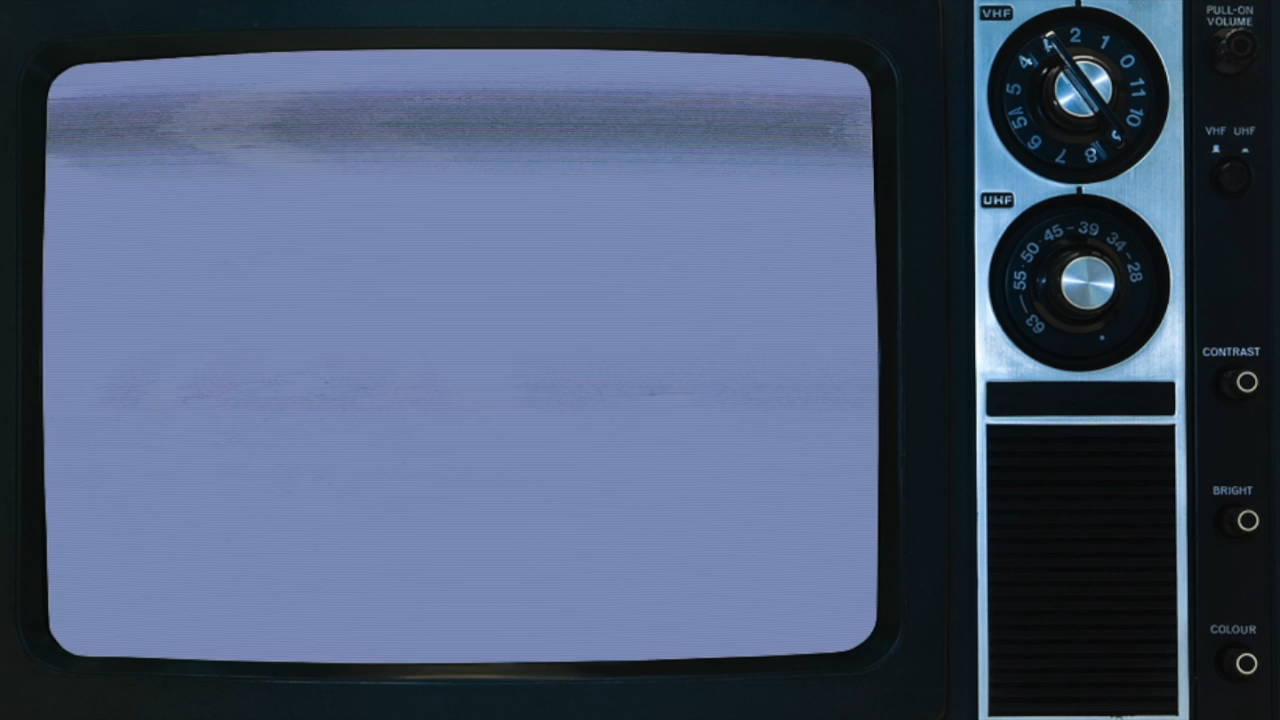 VHF
2 1 0 11 10 8 7 6 5A 5 4
UHF
63 — 55 · 50 · 45 - 39 34 - 28
PULL-ON
VOLUME
VHF UHF
CONTRAST
BRIGHT
COLOUR